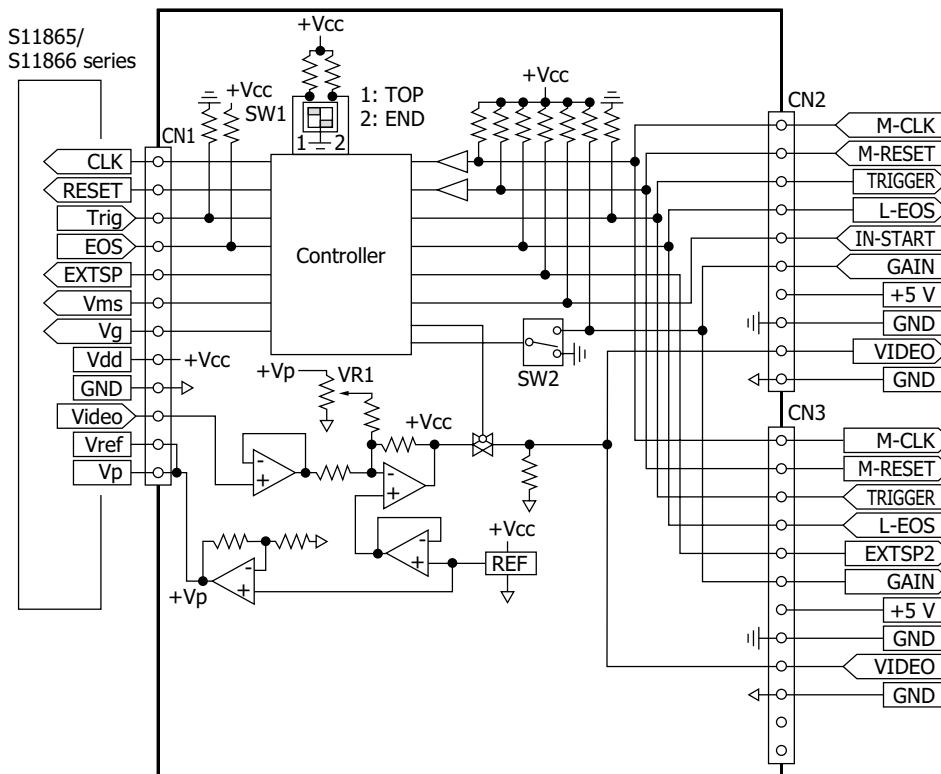 S11865/
S11866 series
+Vcc
+Vcc
SW1
1: TOP
2: END
1 2
+Vcc
CN1
CN2
CLK
RESET
Trig
EOS
EXTSP
Vms
Vg
Vdd
+Vcc
GND
Video
Vref
Vp
Controller
M-CLK
M-RESET
TRIGGER
L-EOS
IN-START
GAIN
+5 V
GND
VIDEO
GND
SW2
+Vp
VR1
+Vcc
-
+
-
+
-
+
-
+
+Vp
+Vcc
REF
CN3
M-CLK
M-RESET
TRIGGER
L-EOS
EXTSP2
GAIN
+5 V
GND
VIDEO
GND